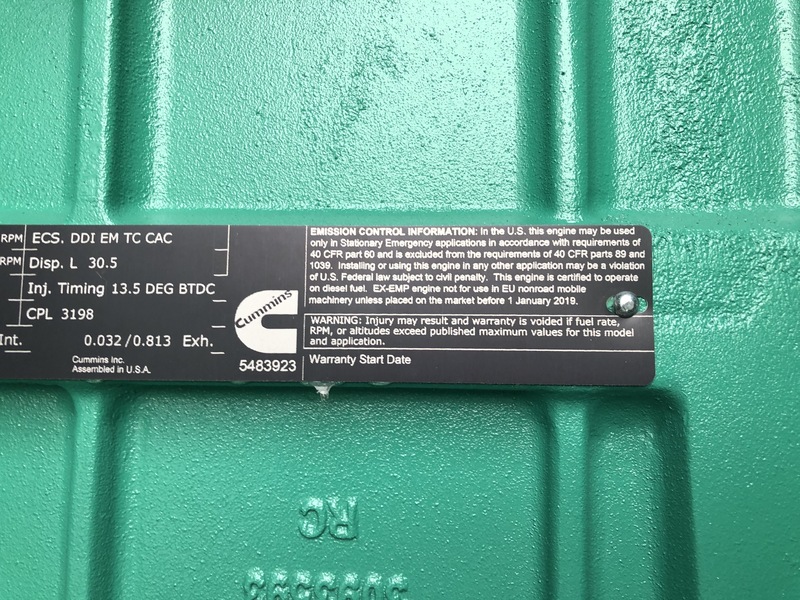 RPM ECS. DDI EM TC CAC
RPM Disp. L 30.5
Inj. Timing 13.5 DEG BTDC
CPL 3198
Int. 0.032/0.813 Exh.
Cummins Inc.
Assembled in U.S.A.
Cummins
5483923
EMISSION CONTROL INFORMATION: In the U.S. this engine may be used
only in Stationary Emergency applications in accordance with requirements of
40 CFR part 60 and is excluded from the requirements of 40 CFR parts 89 and
1039. Installing or using this engine in any other application may be a violation
of U.S. Federal law subject to civil penalty. This engine is certified to operate
on diesel fuel. EX-EMP engine not for use in EU nonroad mobile
machinery unless placed on the market before 1 January 2019.
WARNING: Injury may result and warranty is voided if fuel rate,
RPM, or altitudes exceed published maximum values for this model
and application.
Warranty Start Date
RC